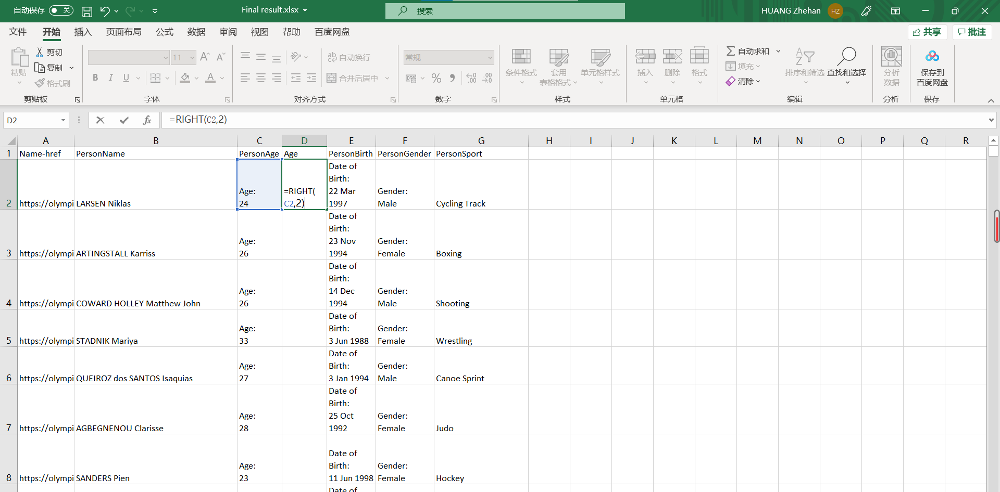 自动保存 关 Final result.xlsx 搜索 HUANG Zhehan HZ
文件 开始 插入 页面布局 公式 数据 审阅 视图 帮助 百度网盘 共享 批注
粘贴 剪切 复制 格式刷
剪贴板
11
B I U A
字体
自动换行
合并后居中
对齐方式
常规
% .00
数字
条件格式 套用
表格格式 单元格样式
样式
插入 删除 格式
单元格
自动求和
填充
清除
排序和筛选 查找和选择
编辑
分析
数据
分析
保存到
百度网盘
保存
D2 fx =RIGHT(C2,2)
A B C D E F G H I J K L M N O P Q R
1 Name-href PersonName PersonAge Age PersonBirth PersonGender PersonSport
Date of
Birth:
Age: =RIGHT( 22 Mar Gender:
2 https://olympi LARSEN Niklas 24 C2,2) 1997 Male Cycling Track
Date of
Birth:
Age: 23 Nov Gender:
3 https://olympi ARTINGSTALL Karriss 26 1994 Female Boxing
Date of
Birth:
Age: 14 Dec Gender:
4 https://olympi COWARD HOLLEY Matthew John 26 1994 Male Shooting
Date of
Age: Birth: Gender:
5 https://olympi STADNIK Mariya 33 3 Jun 1988 Female Wrestling
Date of
Age: Birth: Gender:
6 https://olympi QUEIROZ dos SANTOS Isaquias 27 3 Jan 1994 Male Canoe Sprint
Date of
Birth:
Age: 25 Oct Gender:
7 https://olympi AGBEGNENOU Clarisse 28 1992 Female Judo
Date of
Age: Birth: Gender:
8 https://olympi SANDERS Pien 23 11 Jun 1998 Female Hockey
Date of